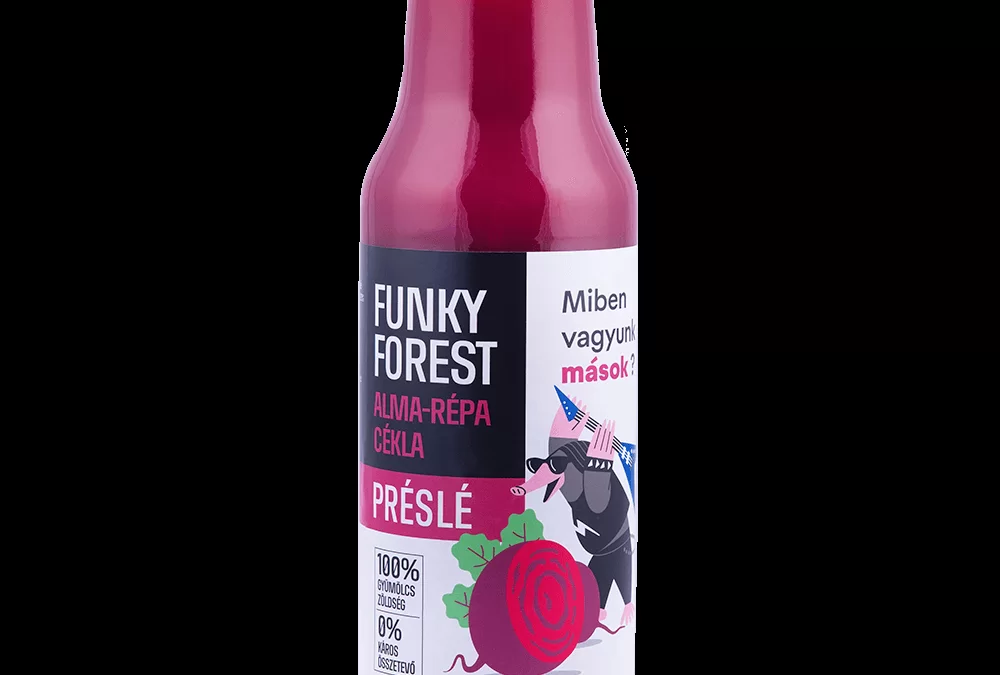 FUNKY
FOREST
ALMA-RÉPA
CÉKLA
PRÉSLÉ
100%
GYÜMÖLCS
ZÖLDSÉG
0%
KÁROS
ÖSSZETEVŐ
Miben
vagyunk
mások?